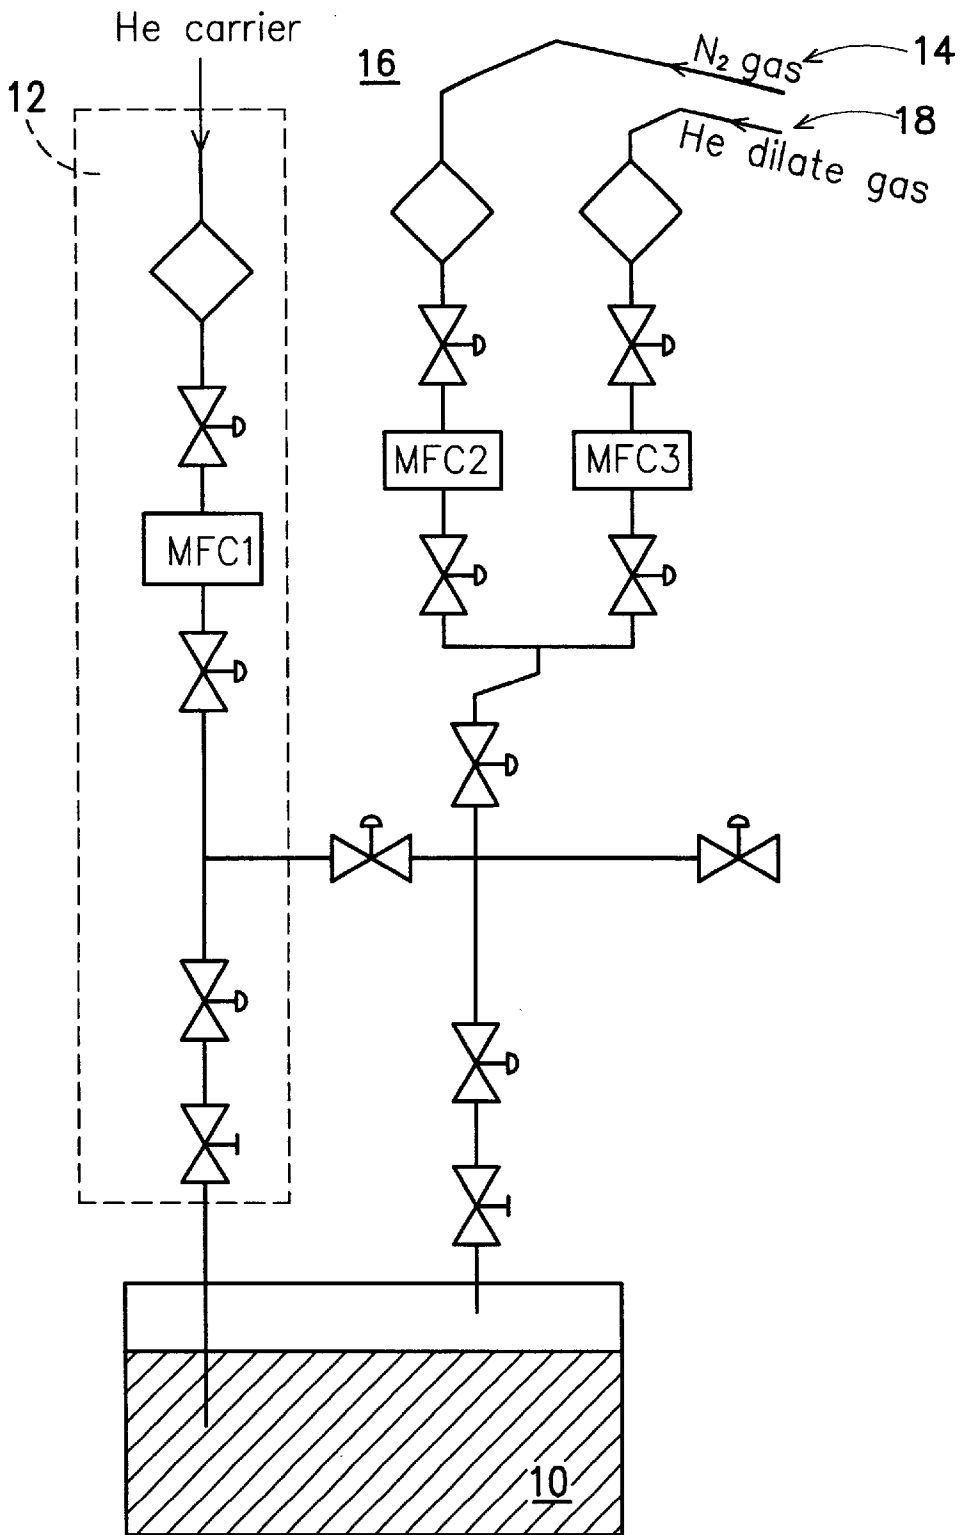 He carrier
16
N₂ gas
14
12
18
He dilate gas
MFC2
MFC3
MFC1
10